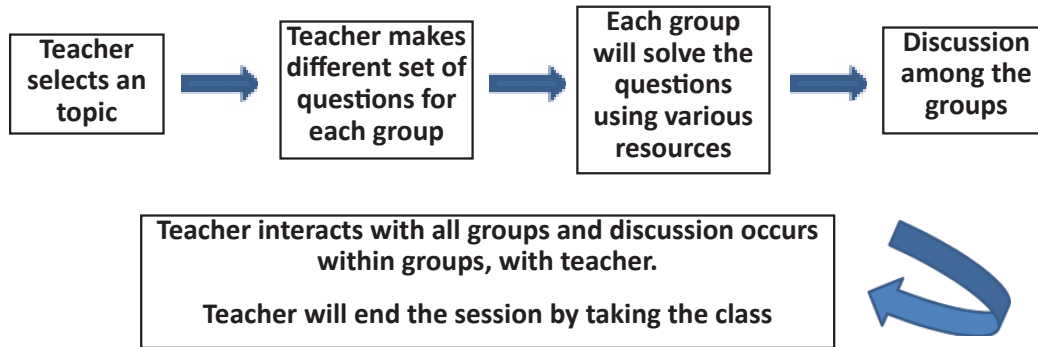 Teacher
selects an
topic
Teacher makes
different set of
questions for
each group
Each group
will solve the
questions
using various
resources
Discussion
among the
groups
Teacher interacts with all groups and discussion occurs
within groups, with teacher.
Teacher will end the session by taking the class